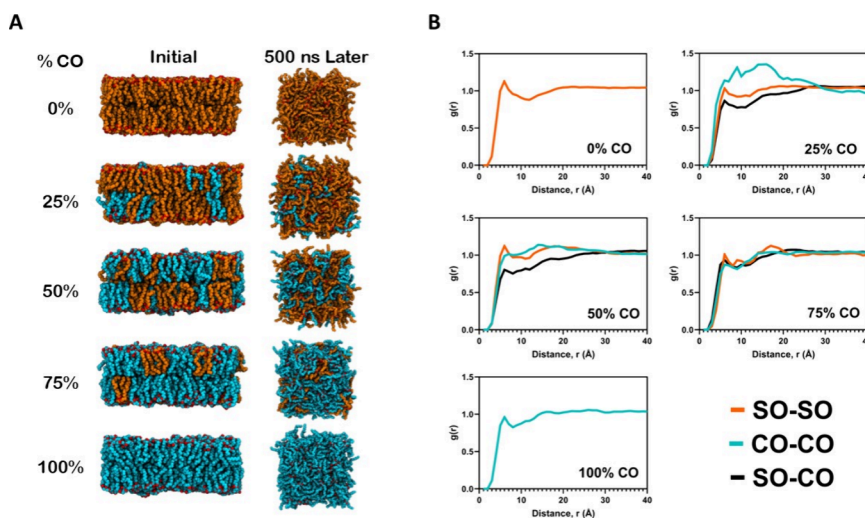 A
% CO
Initial
500 ns Later
0%
25%
50%
75%
100%
B
1.5
1.0
0.5
0.0
g(r)
0 10 20 30 40
Distance, r (Å)
0% CO
1.5
1.0
0.5
0.0
g(r)
0 10 20 30 40
Distance, r (Å)
25% CO
1.5
1.0
0.5
0.0
g(r)
0 10 20 30 40
Distance, r (Å)
50% CO
1.5
1.0
0.5
0.0
g(r)
0 10 20 30 40
Distance, r (Å)
75% CO
1.5
1.0
0.5
0.0
g(r)
0 10 20 30 40
Distance, r (Å)
100% CO
SO-SO
CO-CO
SO-CO